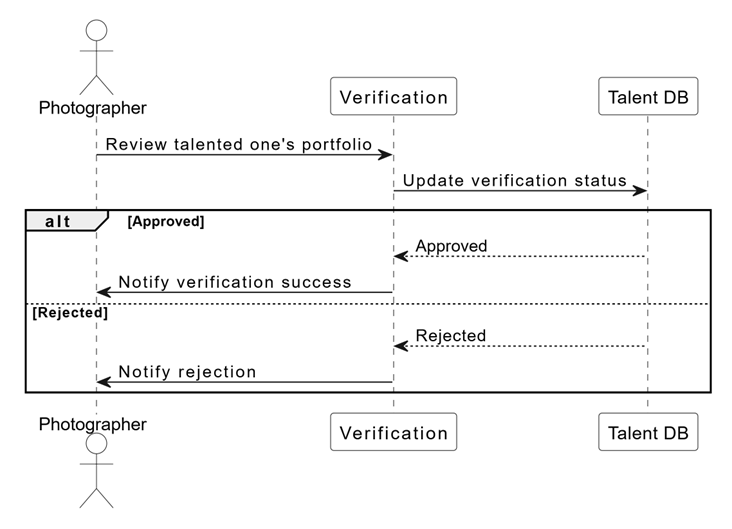 Photographer
Verification
Talent DB
Review talented one's portfolio
Update verification status
alt
[Approved]
Approved
Notify verification success
[Rejected]
Rejected
Notify rejection
Photographer
Verification
Talent DB